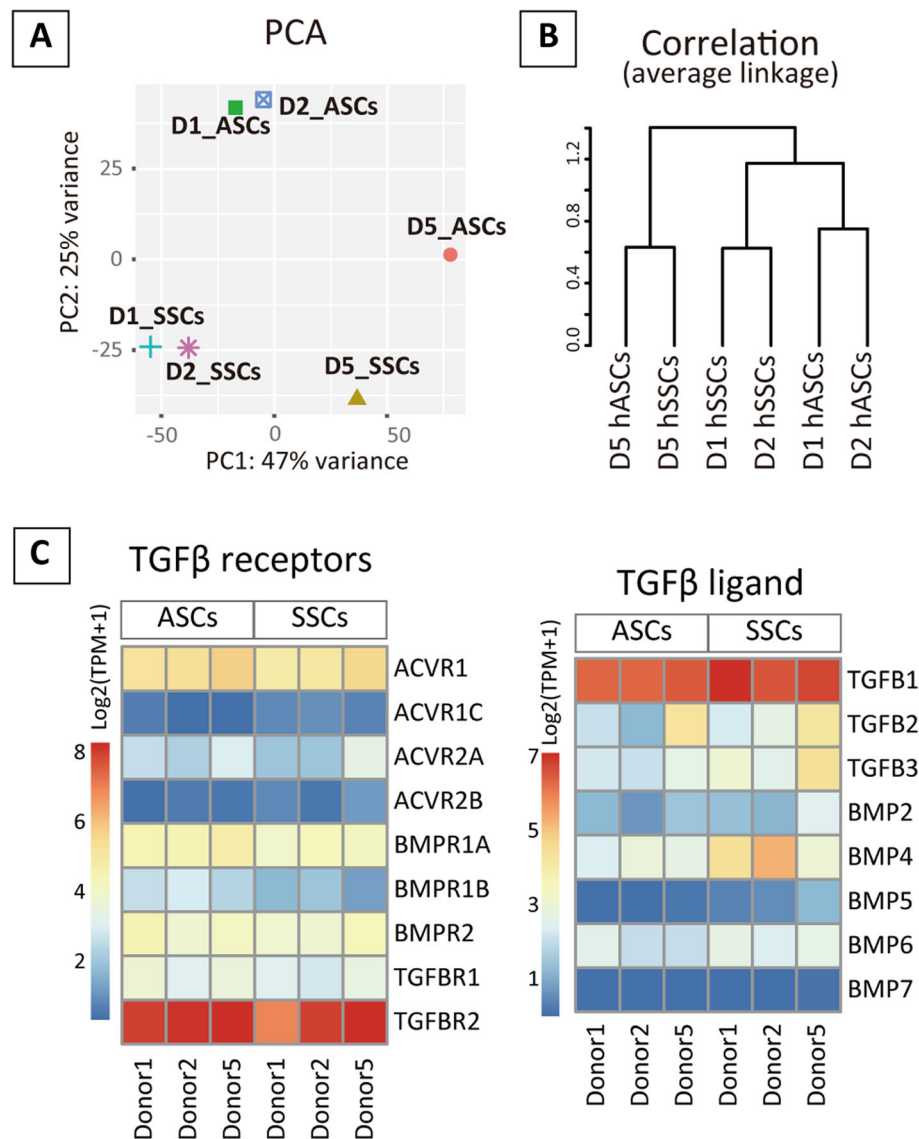 A
PCA
D1_ASCs
D2_ASCs
D5_ASCs
D1_SSCs
D2_SSCs
D5_SSCs
PC2: 25% variance
25
0
-25
-50
0
50
PC1: 47% variance
B
Correlation
(average linkage)
1.2
0.8
0.4
0.0
D5 hASCs
D5 hSSCs
D1 hSSCs
D2 hSSCs
D1 hASCs
D2 hASCs
C
TGFβ receptors
Log2(TPM+1)
8
6
4
2
ASCs SSCs
ACVR1
ACVR1C
ACVR2A
ACVR2B
BMPR1A
BMPR1B
BMPR2
TGFBR1
TGFBR2
Donor1
Donor2
Donor5
Donor1
Donor2
Donor5
TGFβ ligand
Log2(TPM+1)
7
5
3
1
ASCs SSCs
TGFB1
TGFB2
TGFB3
BMP2
BMP4
BMP5
BMP6
BMP7
Donor1
Donor2
Donor5
Donor1
Donor2
Donor5